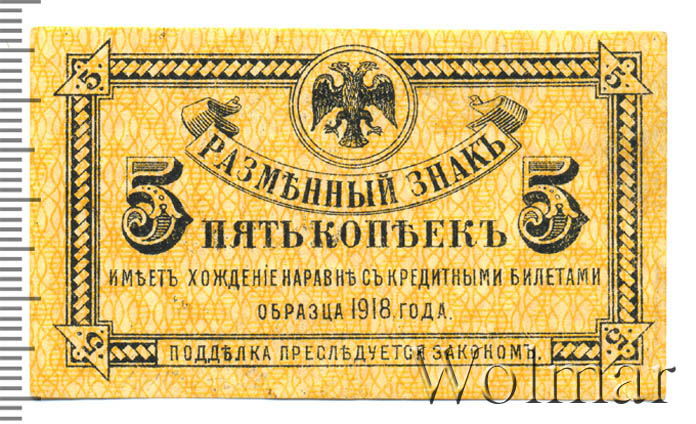 5 5
РАЗМѢННЫЙ ЗНАКЪ
5 5
ПЯТЬ КОПѢЕКЪ
ИМѢЕТЪ ХОЖДЕНІЕ НАРАВНѢ СЪ КРЕДИТНЫМИ БИЛЕТАМИ
ОБРАЗЦА 1918 ГОДА.
5 5
ПОДДѢЛКА ПРЕСЛѢДУЕТСЯ ЗАКОНОМЪ.
Wolmar